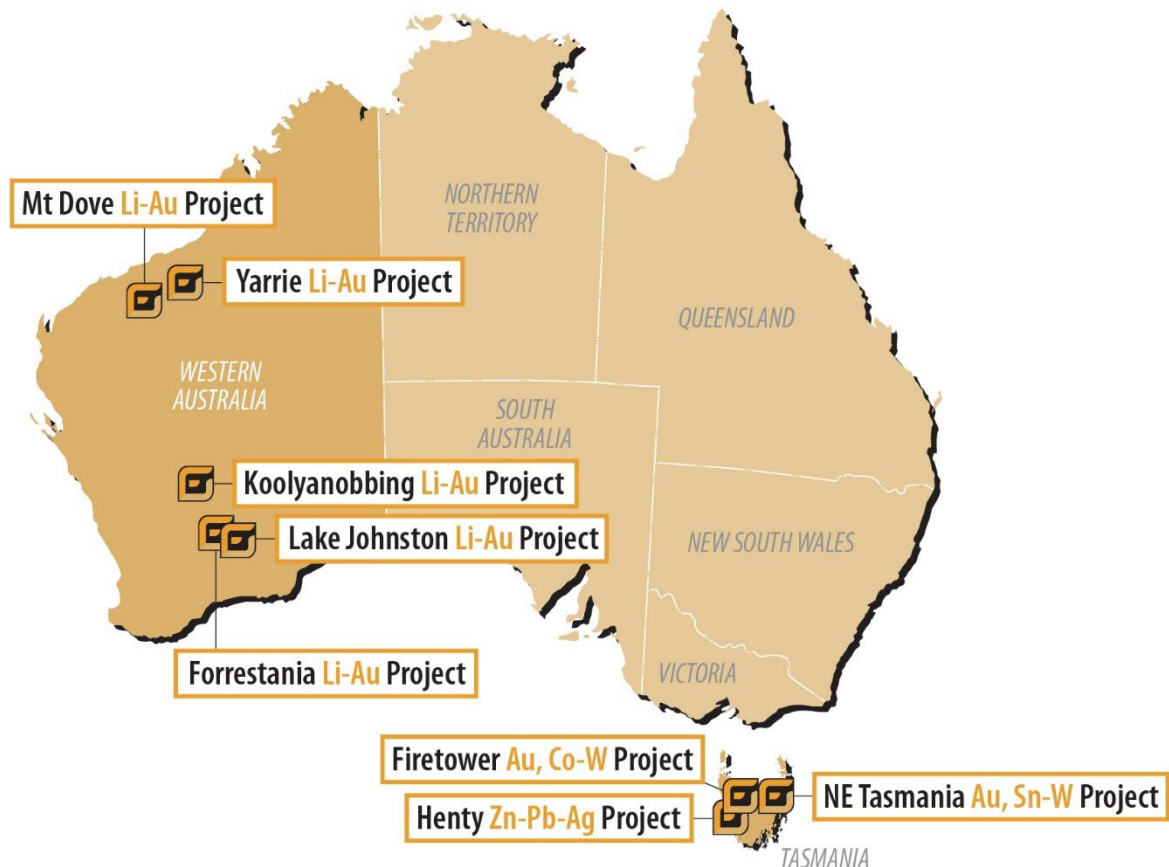 NORTHERN
TERRITORY
Mt Dove Li-Au Project
Yarrie Li-Au Project
QUEENSLAND
WESTERN
AUSTRALIA
SOUTH
AUSTRALIA
Koolyanobbing Li-Au Project
Lake Johnston Li-Au Project
NEW SOUTH WALES
Forrestania Li-Au Project
VICTORIA
Firetower Au, Co-W Project
NE Tasmania Au, Sn-W Project
Henty Zn-Pb-Ag Project
TASMANIA